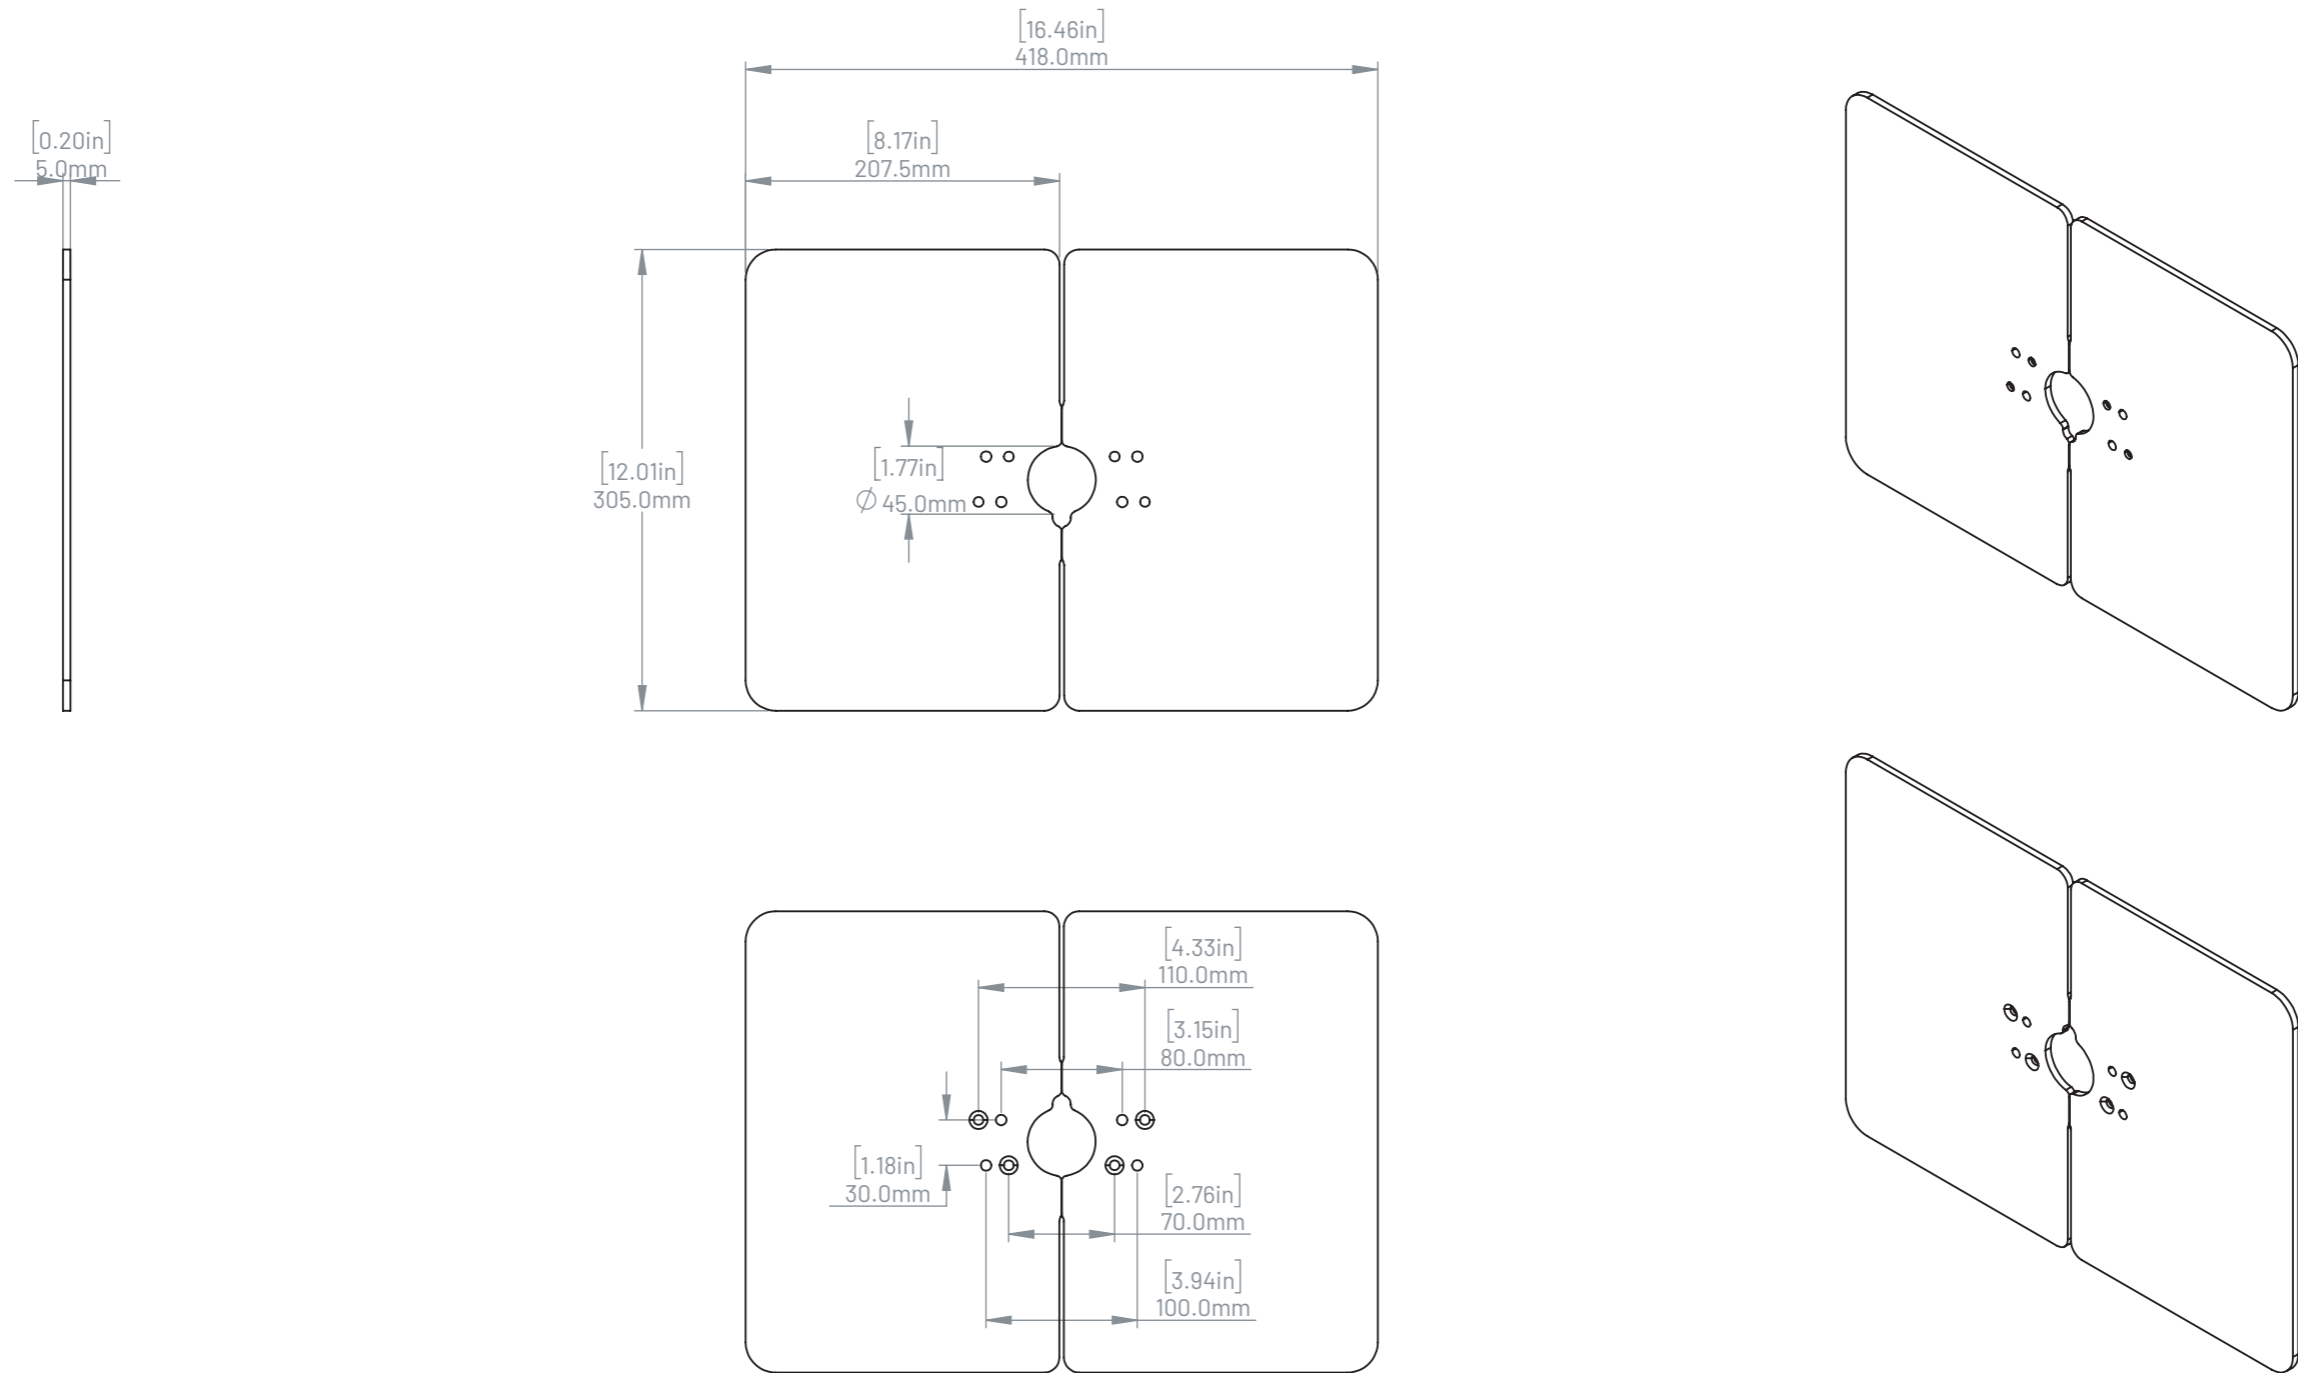 [16.46in]
418.0mm
[0.20in]
5.0mm
[8.17in]
207.5mm
[12.01in]
305.0mm
[1.77in]
∅ 45.0mm
[4.33in]
110.0mm
[3.15in]
80.0mm
[1.18in]
30.0mm
[2.76in]
70.0mm
[3.94in]
100.0mm